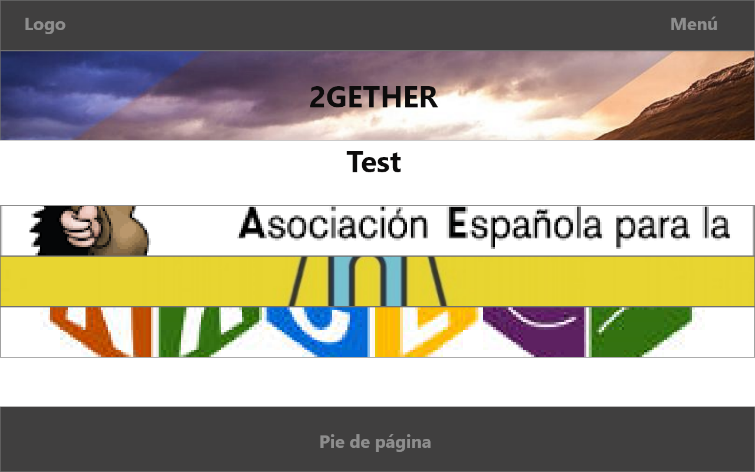 Logo
Menú
2GETHER
Test
Asociación Española para la
Pie de página